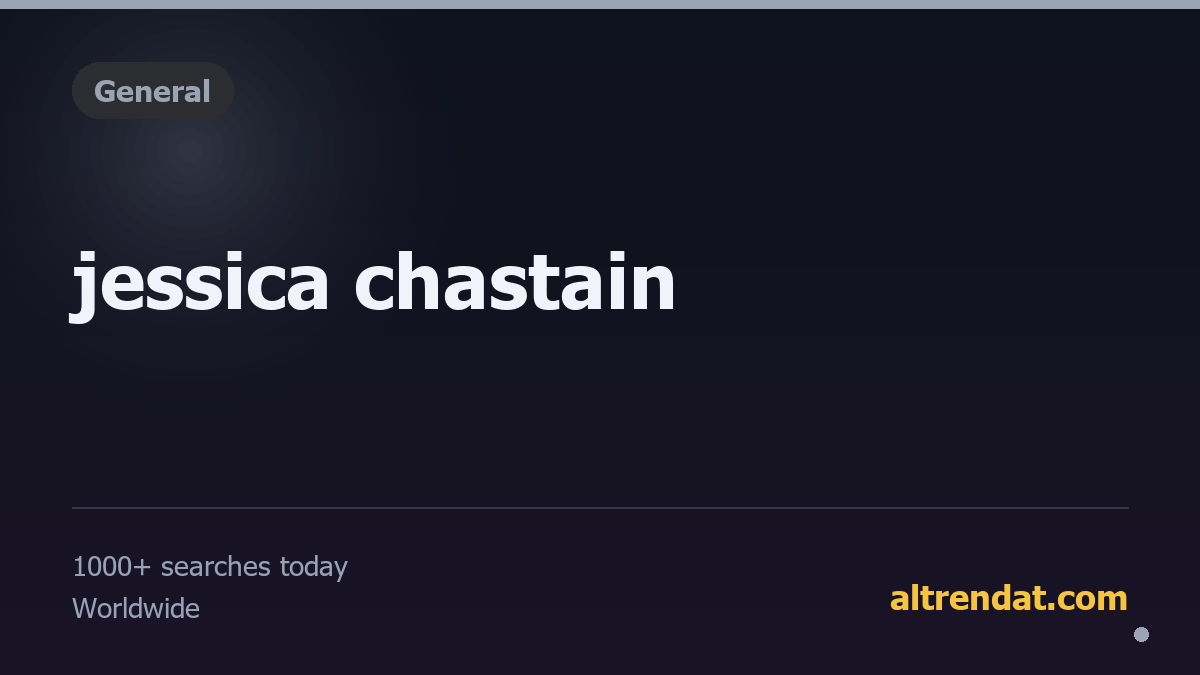 General
jessica chastain
1000+ searches today
Worldwide
altrendat.com